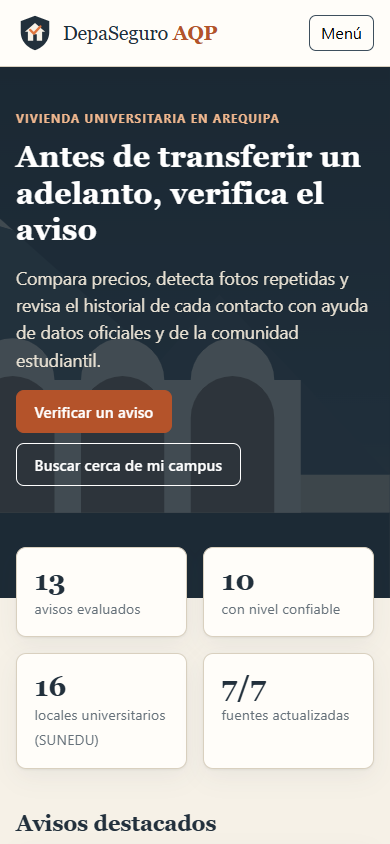 DepaSeguro AQP
Menú
VIVIENDA UNIVERSITARIA EN AREQUIPA
Antes de transferir un
adelanto, verifica el
aviso
Compara precios, detecta fotos repetidas y
revisa el historial de cada contacto con ayuda
de datos oficiales y de la comunidad
estudiantil.
Verificar un aviso
Buscar cerca de mi campus
13
avisos evaluados
10
con nivel confiable
16
locales universitarios
(SUNEDU)
7/7
fuentes actualizadas
Avisos destacados